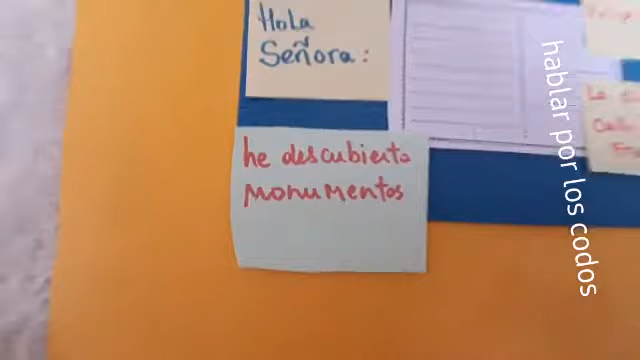 Hola
Señora:
he descubierto
monumentos
hablar por los codos